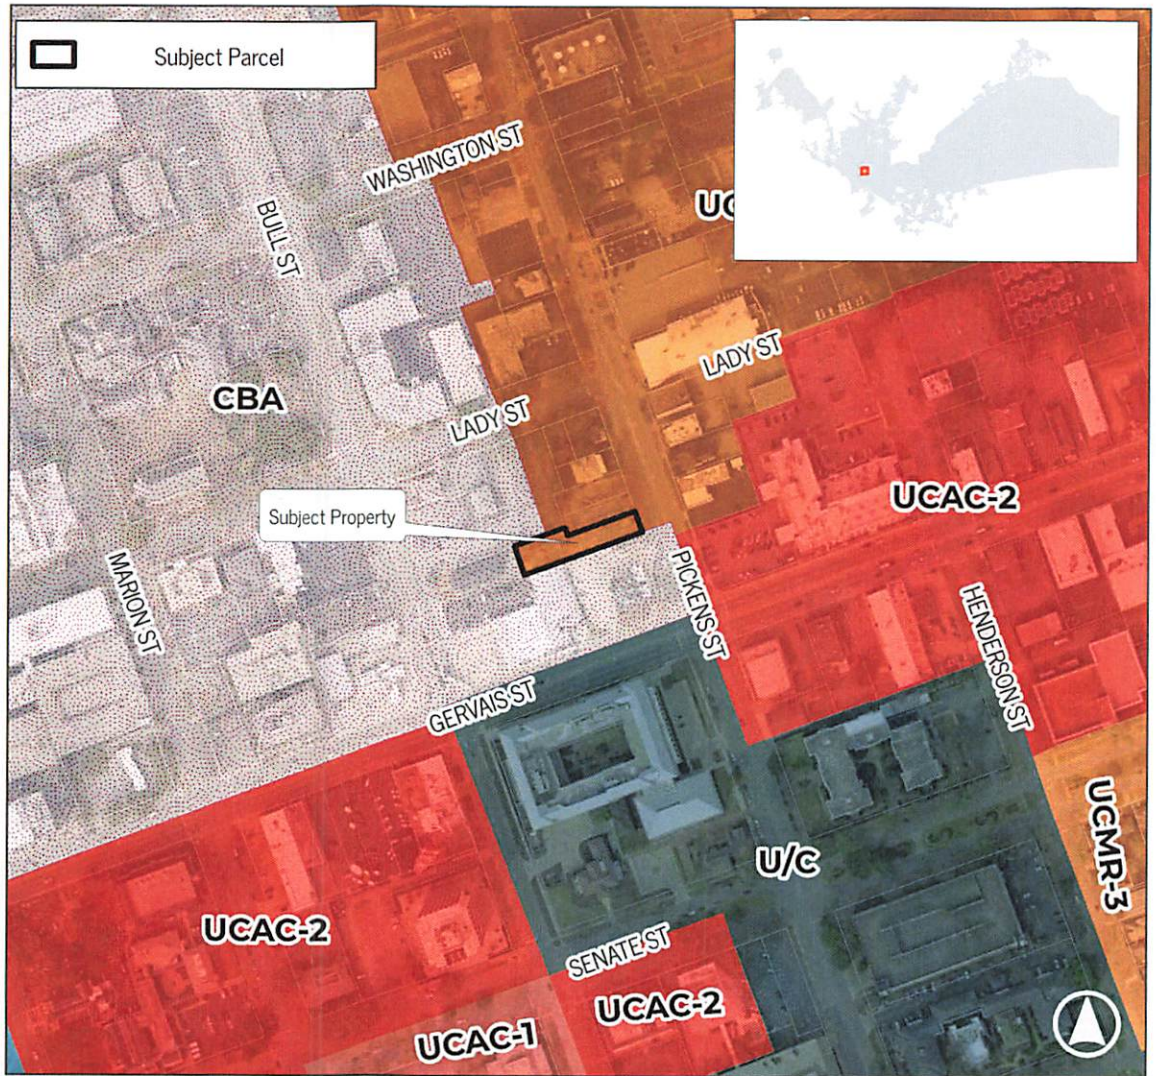 Subject Parcel
WASHINGTON ST
BULL ST
UC
LADY ST
CBA
LADY ST
UCAC-2
Subject Property
MARION ST
PICKENS ST
HENDERSON ST
GERVAIS ST
UCMR-3
U/C
UCAC-2
SENATE ST
UCAC-2
UCAC-1